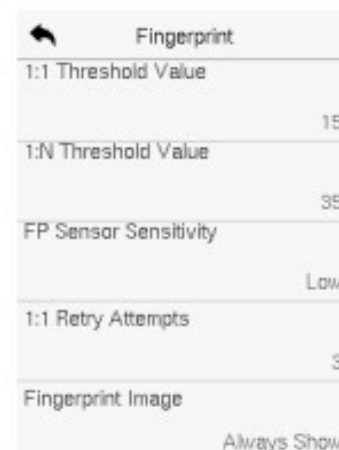 Fingerprint
1:1 Threshold Value
15
1:N Threshold Value
35
FP Sensor Sensitivity
Low
1:1 Retry Attempts
3
Fingerprint Image
Always Show